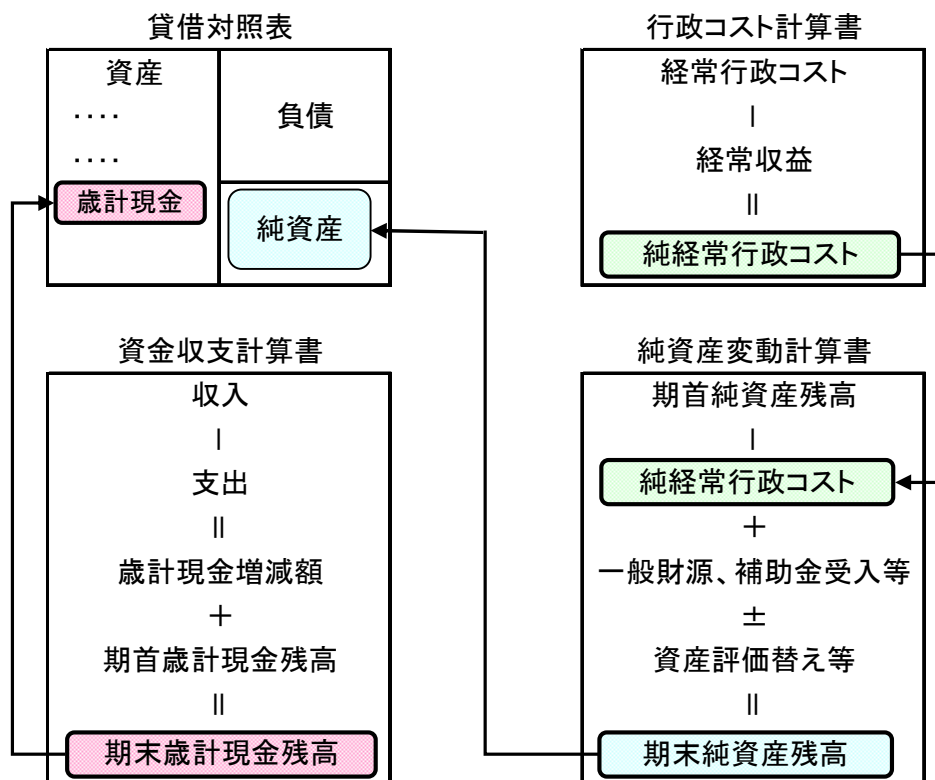 貸借対照表
資産
‥‥
‥‥
歳計現金
負債
純資産
行政コスト計算書
経常行政コスト
－
経常収益
＝
純経常行政コスト
資金収支計算書
収入
－
支出
＝
歳計現金増減額
＋
期首歳計現金残高
＝
期末歳計現金残高
純資産変動計算書
期首純資産残高
－
純経常行政コスト
＋
一般財源、補助金受入等
±
資産評価替え等
＝
期末純資産残高